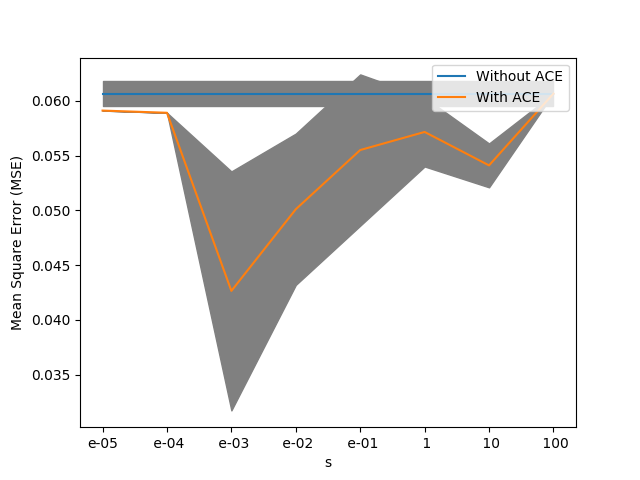 Without ACE
With ACE
Mean Square Error (MSE)
0.060
0.055
0.050
0.045
0.040
0.035
e-05 e-04 e-03 e-02 e-01 1 10 100
s